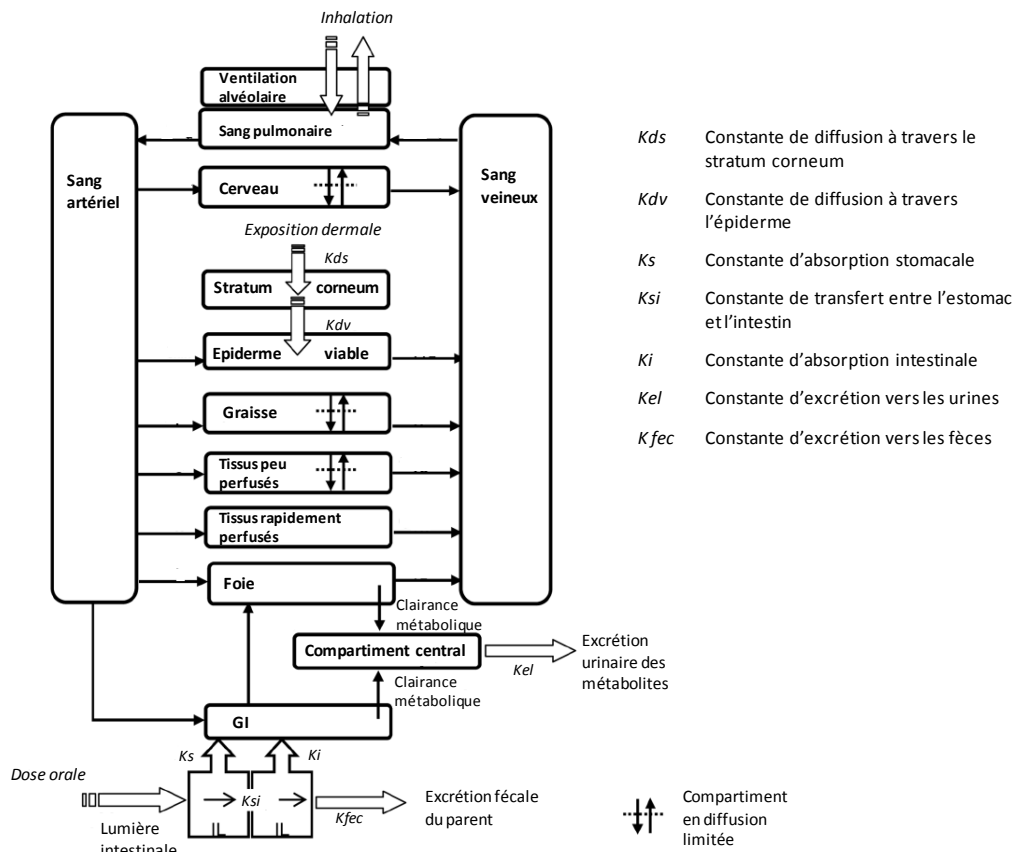 Inhalation
Ventilation
alvéolaire
Sang pulmonaire
Sang
artériel
Sang
veineux
Cerveau
Exposition dermale
Kds
Stratum corneum
Kdv
Epiderme viable
Graisse
Tissus peu
perfusés
Tissus rapidement
perfusés
Foie
Clairance
métabolique
Compartiment central
Kel
Excrétion
urinaire des
métabolites
Clairance
métabolique
GI
Ks
Ki
Dose orale
Ksi
Kfec
Excrétion fécale
du parent
Lumière
intestinale
Compartiment
en diffusion
limitée
Kds Constante de diffusion à travers le
stratum corneum
Kdv Constante de diffusion à travers
l'épiderme
Ks Constante d'absorption stomacale
Ksi Constante de transfert entre l'estomac
et l'intestin
Ki Constante d'absorption intestinale
Kel Constante d'excrétion vers les urines
K fec Constante d'excrétion vers les fèces